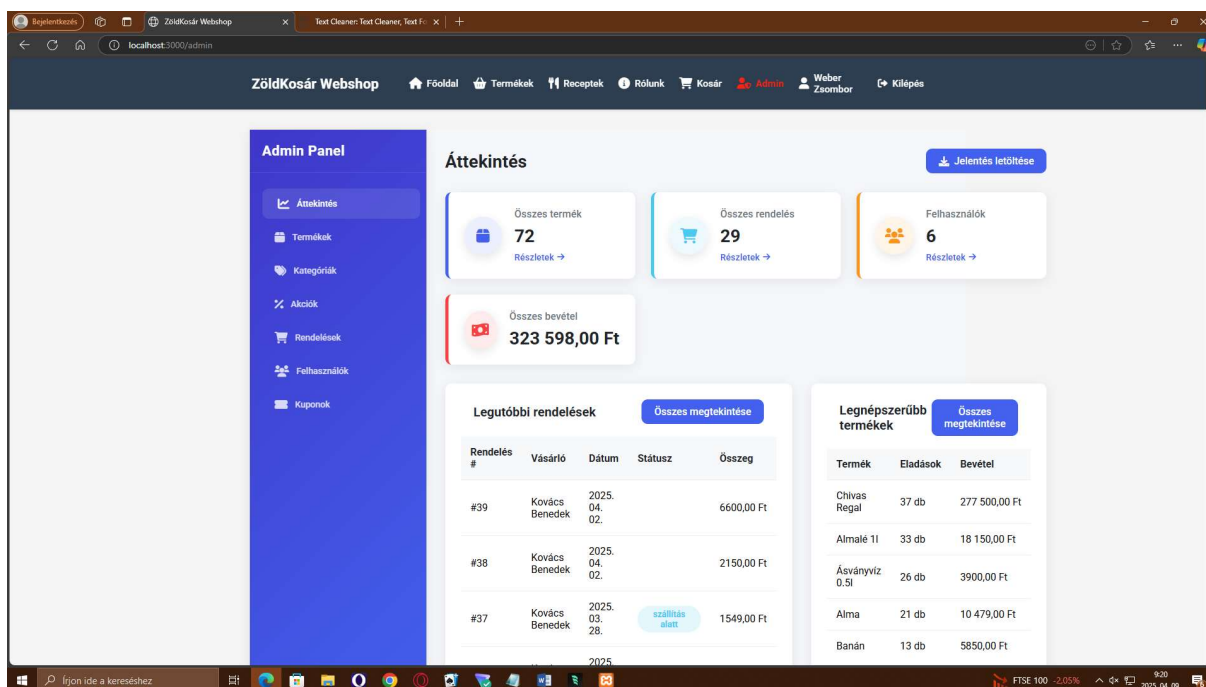 Bejelentkezés
ZöldKosár Webshop
Text Cleaner: Text Cleaner, Text Fo
localhost:3000/admin
ZöldKosár Webshop
Főoldal
Termékek
Receptek
Rólunk
Kosár
Admin
Weber
Zsombor
Kilépés
Admin Panel
Áttekintés
Termékek
Kategóriák
Akciók
Rendelések
Felhasználók
Kuponok
Áttekintés
Jelentés letöltése
Összes termék
72
Részletek →
Összes rendelés
29
Részletek →
Felhasználók
6
Részletek →
Összes bevétel
323 598,00 Ft
Legutóbbi rendelések
Összes megtekintése
Rendelés
# Vásárló Dátum Státusz Összeg
#39 Kovács Benedek 2025. 04. 02. 6600,00 Ft
#38 Kovács Benedek 2025. 04. 02. 2150,00 Ft
#37 Kovács Benedek 2025. 03. 28. szállítás alatt 1549,00 Ft
2025.
Legnépszerűbb
termékek
Összes
megtekintése
Termék Eladások Bevétel
Chivas Regal 37 db 277 500,00 Ft
Almalé 1l 33 db 18 150,00 Ft
Ásványvíz 0.5l 26 db 3900,00 Ft
Alma 21 db 10 479,00 Ft
Banán 13 db 5850,00 Ft
Írjon ide a kereséshez
FTSE 100 -2,05%
9:20
2025. 04. 09.